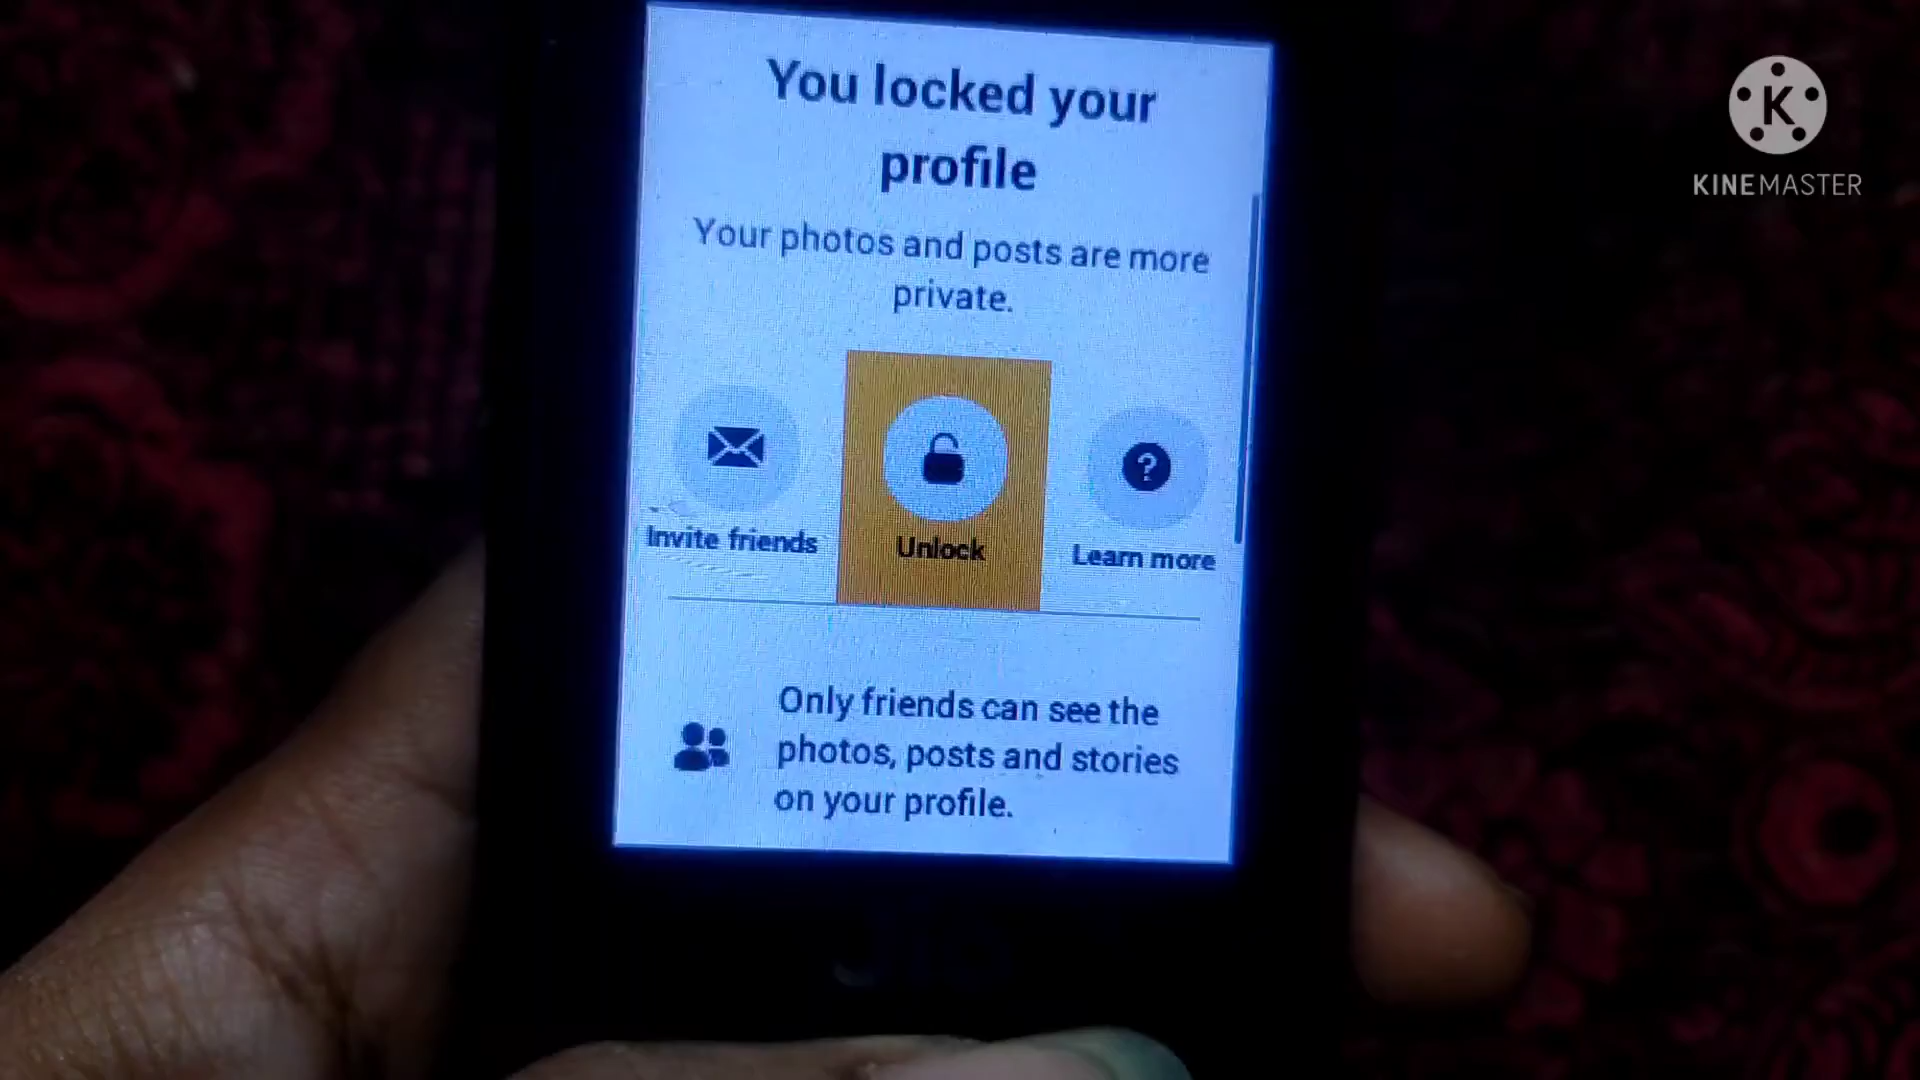 You locked your
profile
Your photos and posts are more
private.
Invite friends
Unlock
Learn more
Only friends can see the
photos, posts and stories
on your profile.
K
KINEMASTER